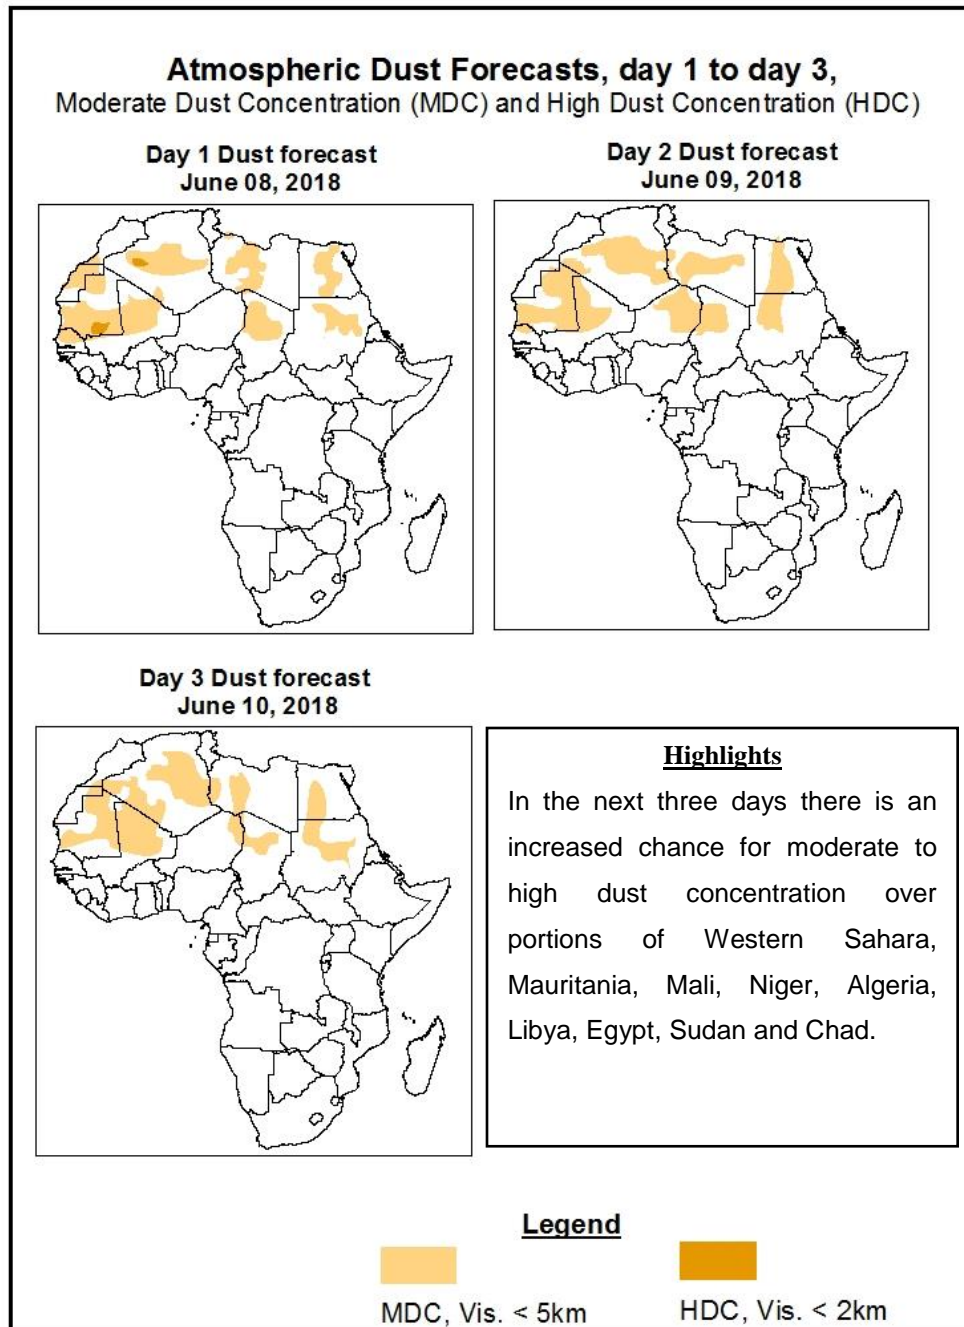 Atmospheric Dust Forecasts, day 1 to day 3,
Moderate Dust Concentration (MDC) and High Dust Concentration (HDC)
Day 1 Dust forecast
June 08, 2018
Day 2 Dust forecast
June 09, 2018
Day 3 Dust forecast
June 10, 2018
Highlights
In the next three days there is an
increased chance for moderate to
high dust concentration over
portions of Western Sahara,
Mauritania, Mali, Niger, Algeria,
Libya, Egypt, Sudan and Chad.
Legend
MDC, Vis. < 5km
HDC, Vis. < 2km